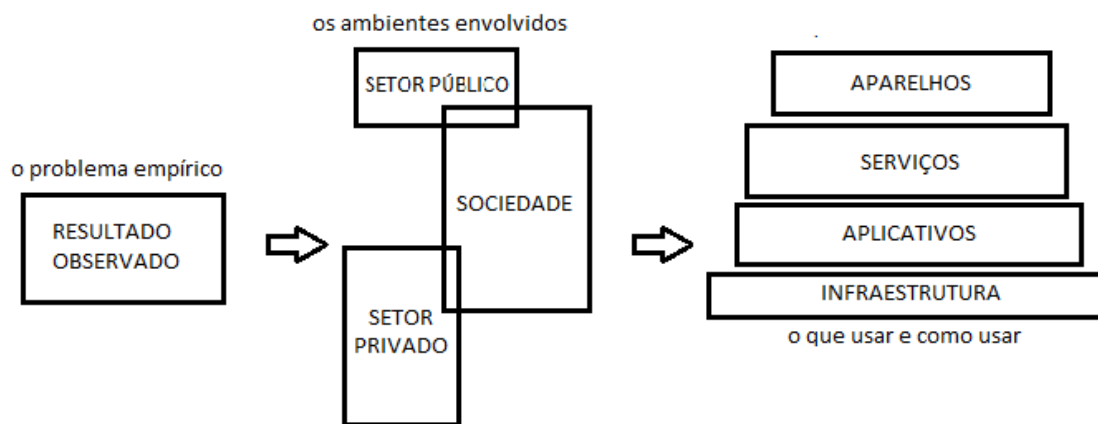 o problema empírico
RESULTADO
OBSERVADO
os ambientes envolvidos
SETOR PÚBLICO
SOCIEDADE
SETOR
PRIVADO
APARELHOS
SERVIÇOS
APLICATIVOS
INFRAESTRUTURA
o que usar e como usar